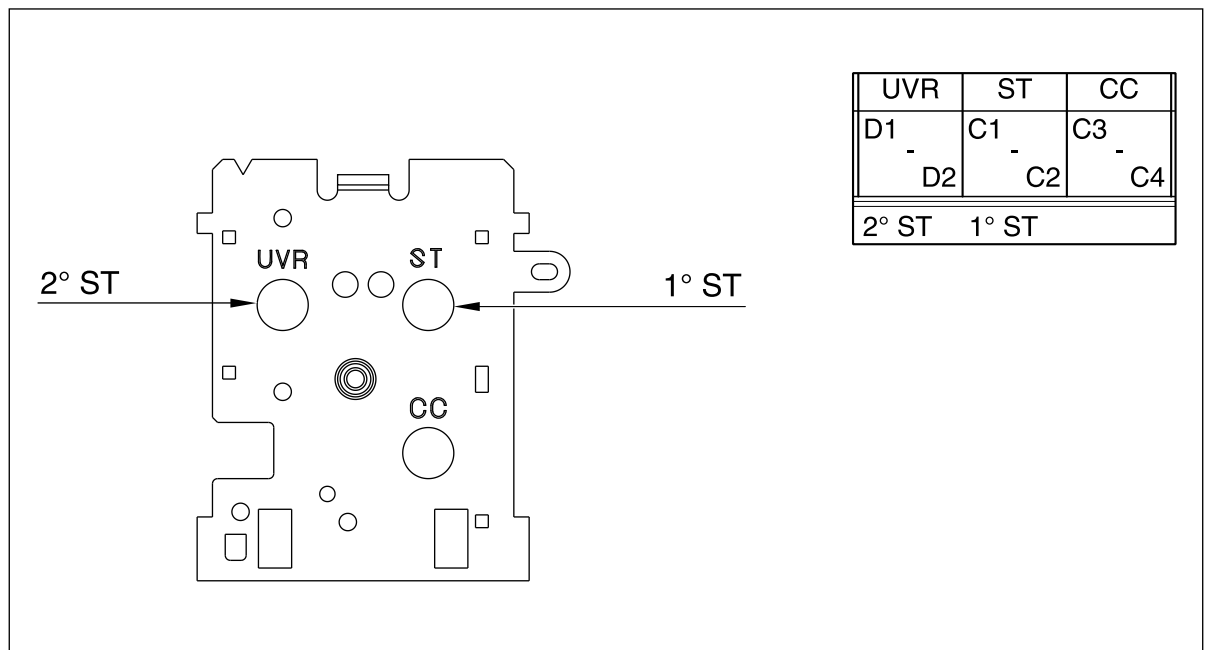 UVR ST CC
D1 - D2 C1 - C2 C3 - C4
2° ST 1° ST
UVR ST
2° ST 1° ST
CC